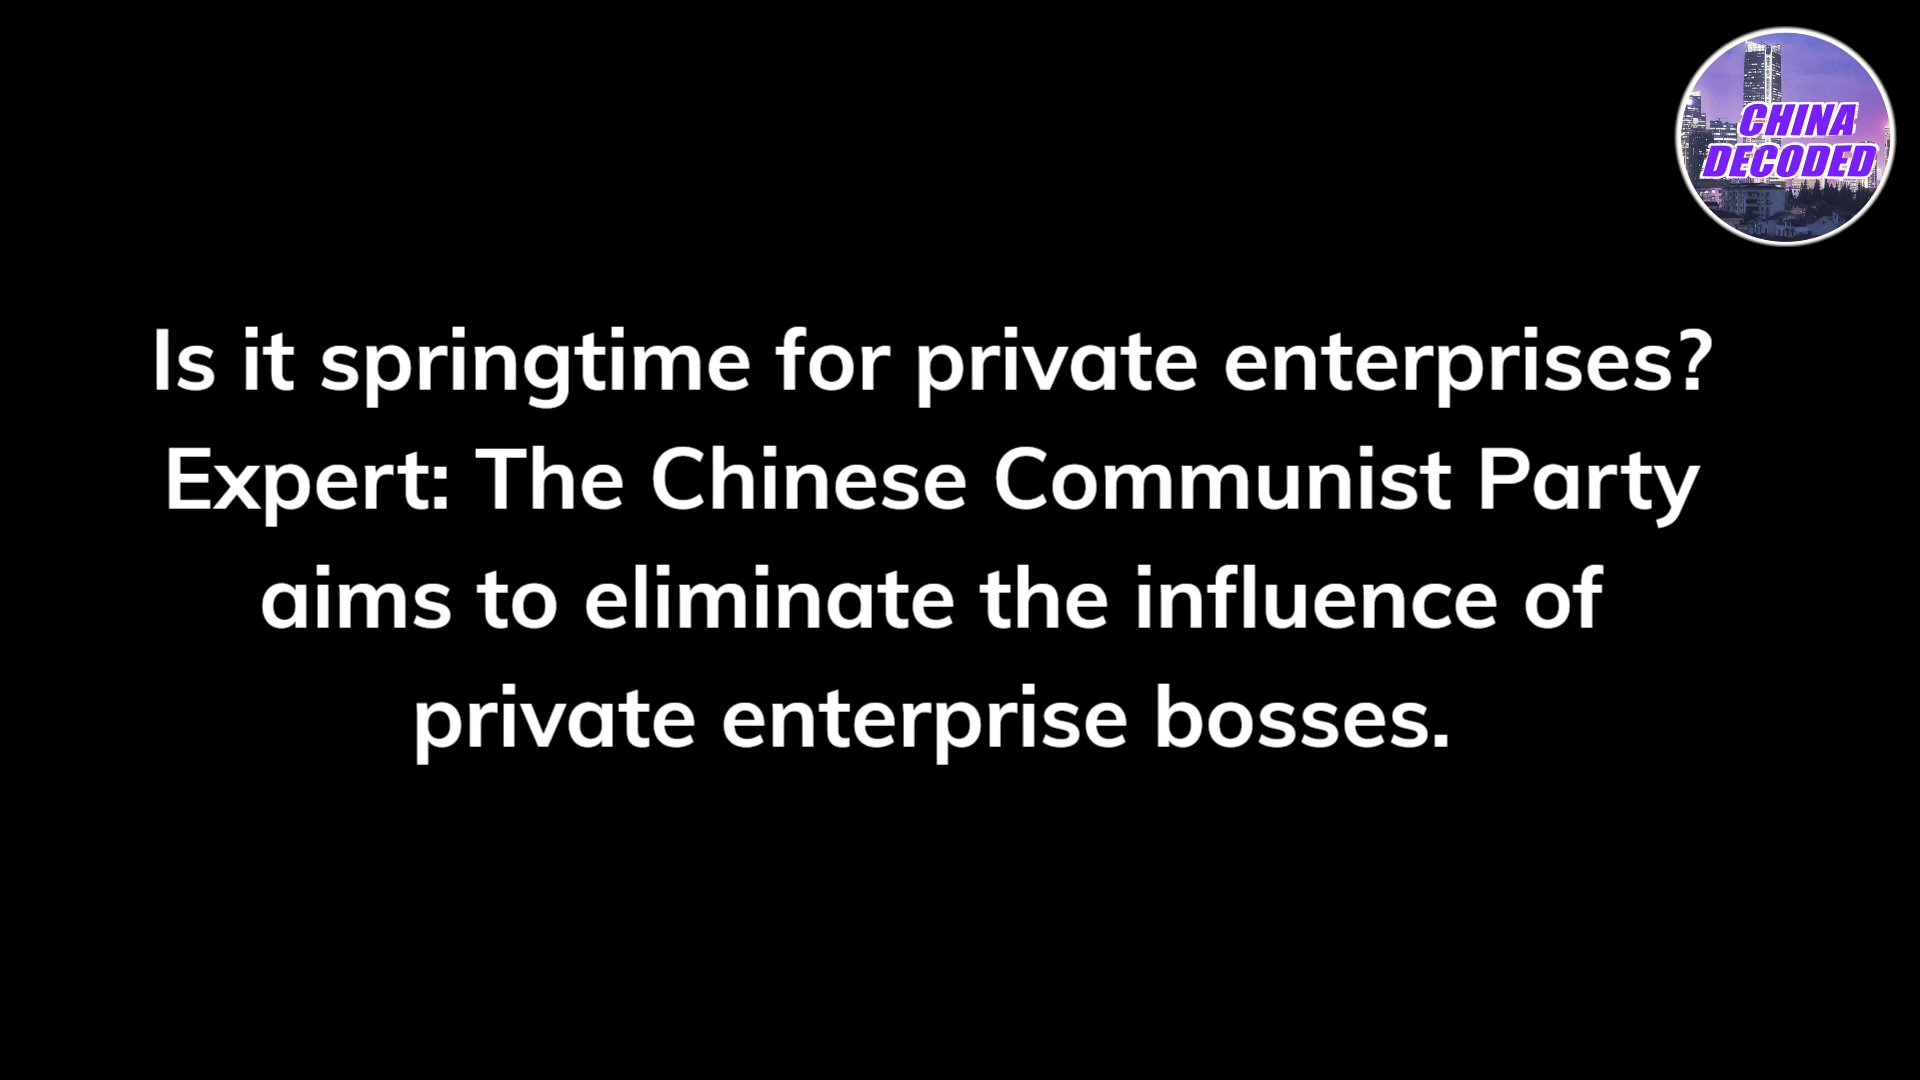 CHINA
DECODED
Is it springtime for private enterprises?
Expert: The Chinese Communist Party
aims to eliminate the influence of
private enterprise bosses.